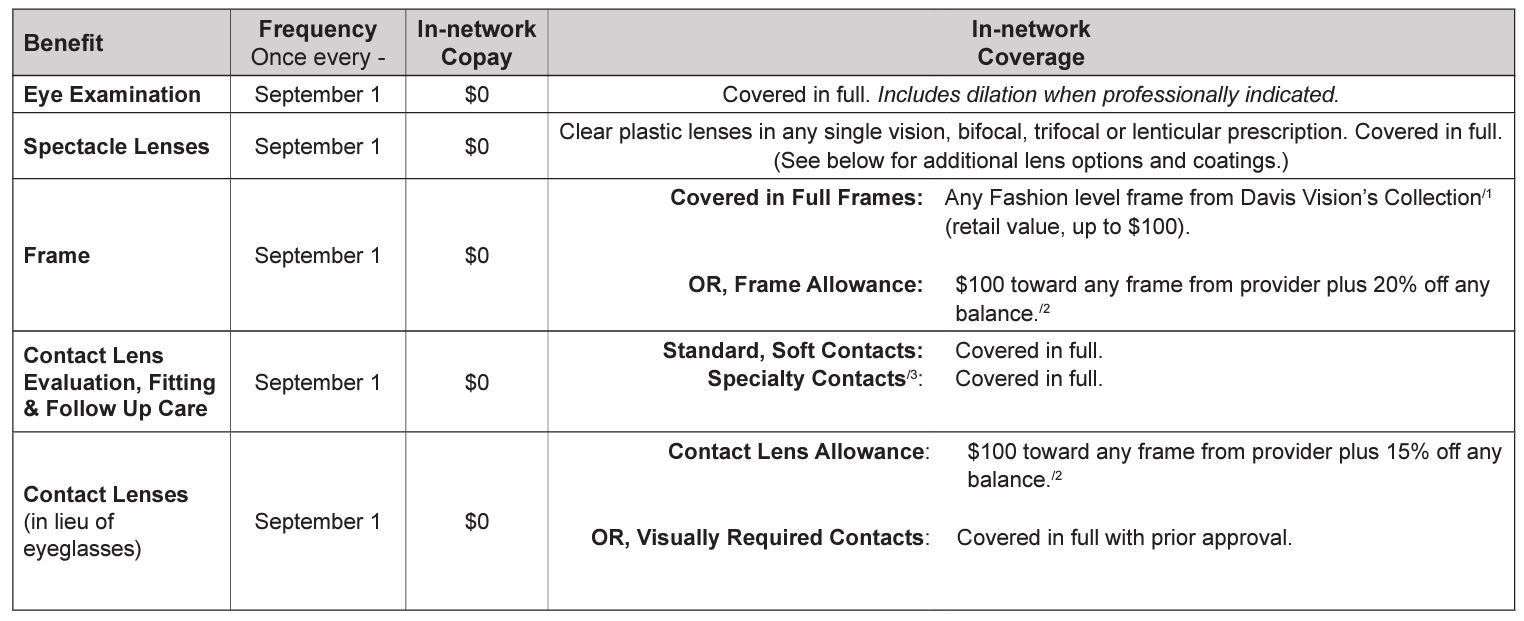 Benefit
Frequency
Once every -
In-network
Copay
In-network
Coverage
Eye Examination
September 1
$0
Covered in full. Includes dilation when professionally indicated.
Spectacle Lenses
September 1
$0
Clear plastic lenses in any single vision, bifocal, trifocal or lenticular prescription. Covered in full.
(See below for additional lens options and coatings.)
Frame
September 1
$0
Covered in Full Frames: Any Fashion level frame from Davis Vision’s Collection/1
(retail value, up to $100).
OR, Frame Allowance: $100 toward any frame from provider plus 20% off any
balance./2
Contact Lens
Evaluation, Fitting
& Follow Up Care
September 1
$0
Standard, Soft Contacts: Covered in full.
Specialty Contacts/3: Covered in full.
Contact Lenses
(in lieu of
eyeglasses)
September 1
$0
Contact Lens Allowance: $100 toward any frame from provider plus 15% off any
balance./2
OR, Visually Required Contacts: Covered in full with prior approval.